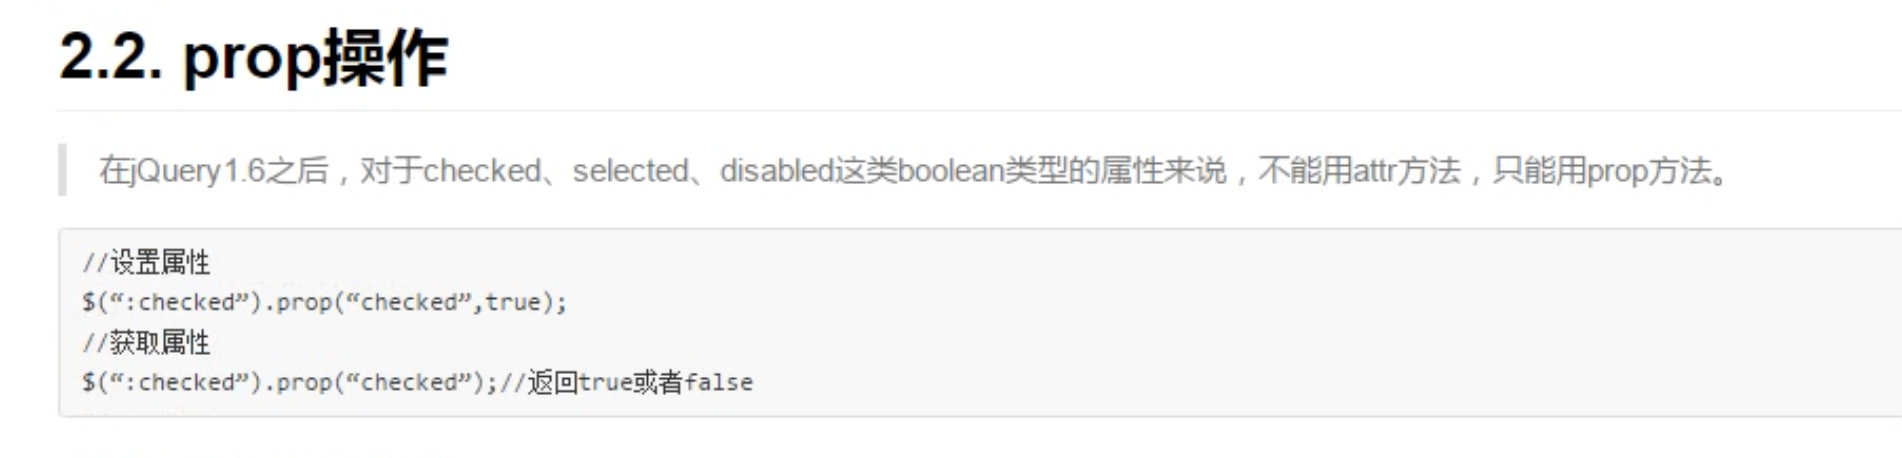 2.2. prop操作
在jQuery1.6之后，对于checked、selected、disabled这类boolean类型的属性来说，不能用attr方法，只能用prop方法。
//设置属性
$(“:checked”).prop(“checked”,true);
//获取属性
$(“:checked”).prop(“checked”);//返回true或者false